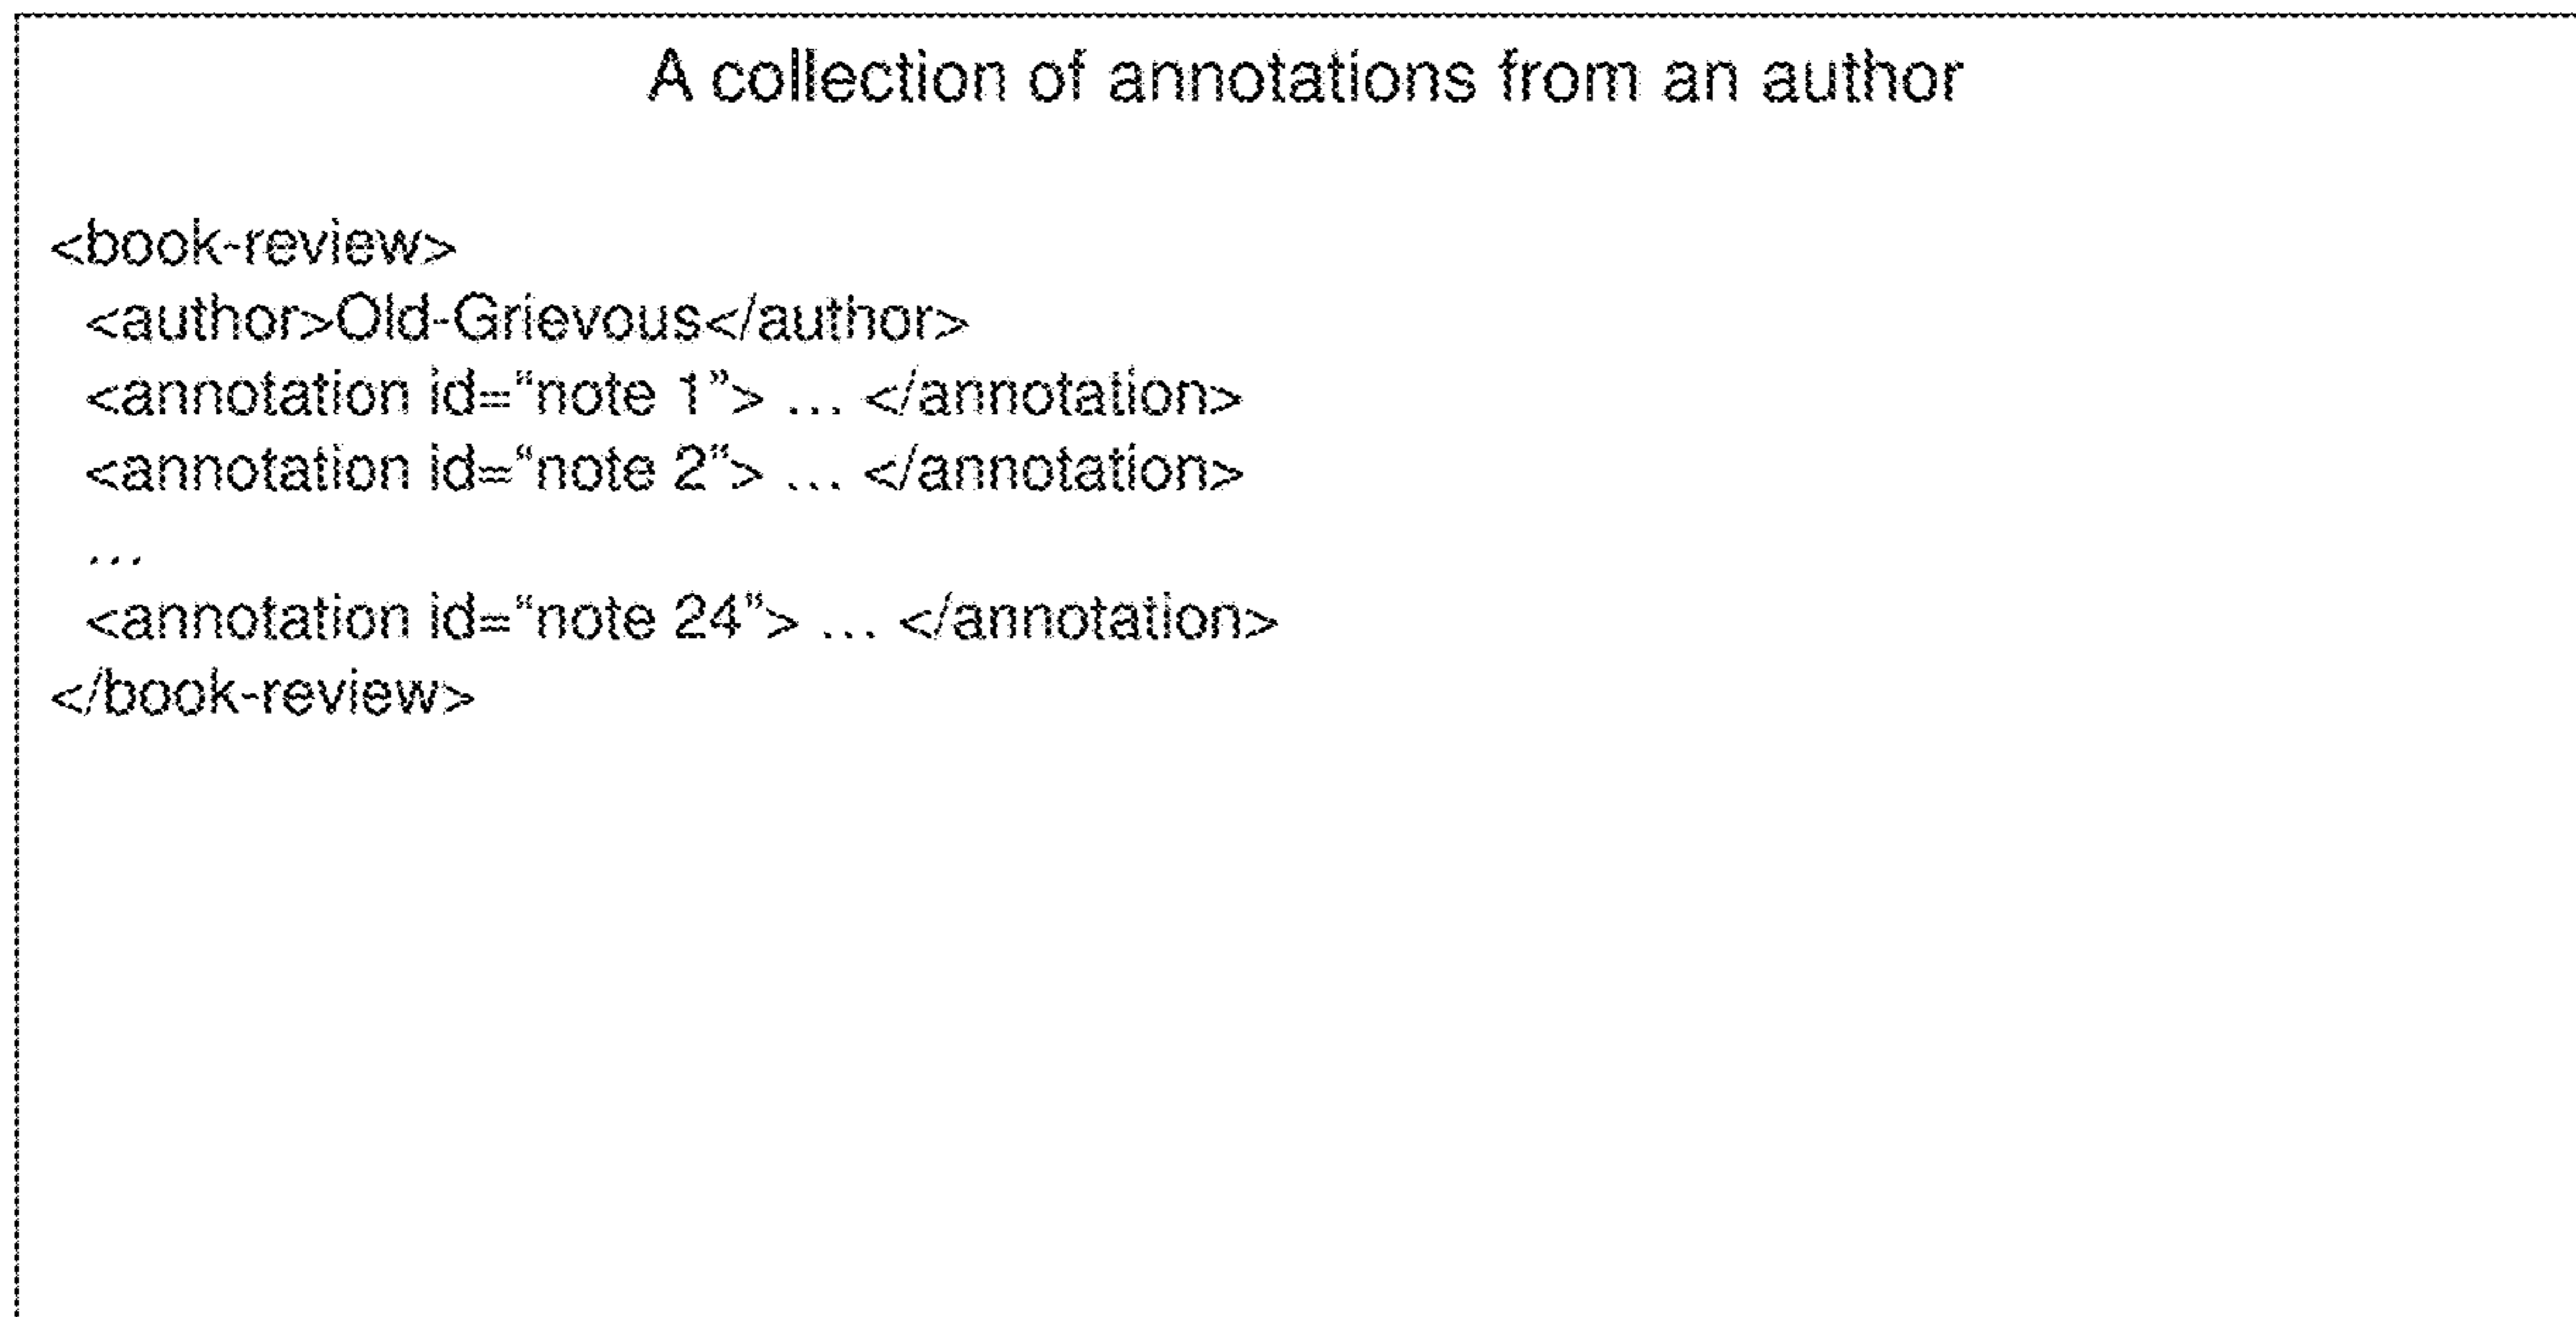 A collection of annotations from an author
<book-review>
<author>Old-Grievous</author>
<annotation id=“note 1”> ... </annotation>
<annotation id=“note 2”> ... </annotation>
...
<annotation id=“note 24”> ... </annotation>
</book-review>